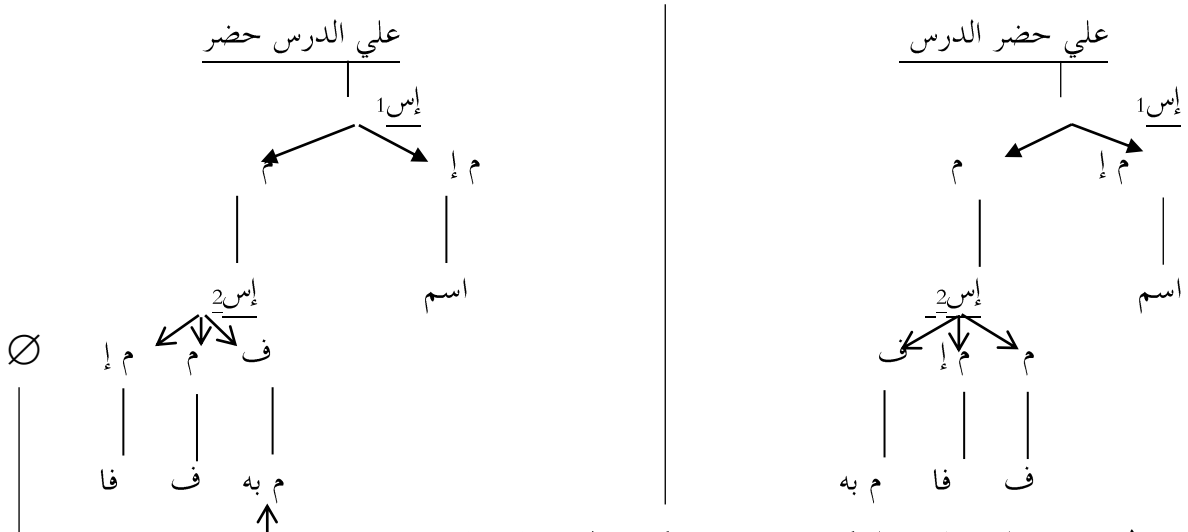 علي حضر الدرس
إس1
م إ
م
اسم
إس2
م
م إ
ف
ف
فا
م به
علي الدرس حضر
إس1
م إ
م
اسم
إس2
ف
م
م إ
∅
م به
ف
فا